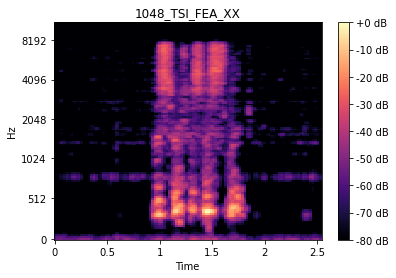 1048_TSI_FEA_XX
Hz
8192
4096
2048
1024
512
0
0
0.5
1
1.5
2
2.5
Time
+0 dB
-10 dB
-20 dB
-30 dB
-40 dB
-50 dB
-60 dB
-70 dB
-80 dB